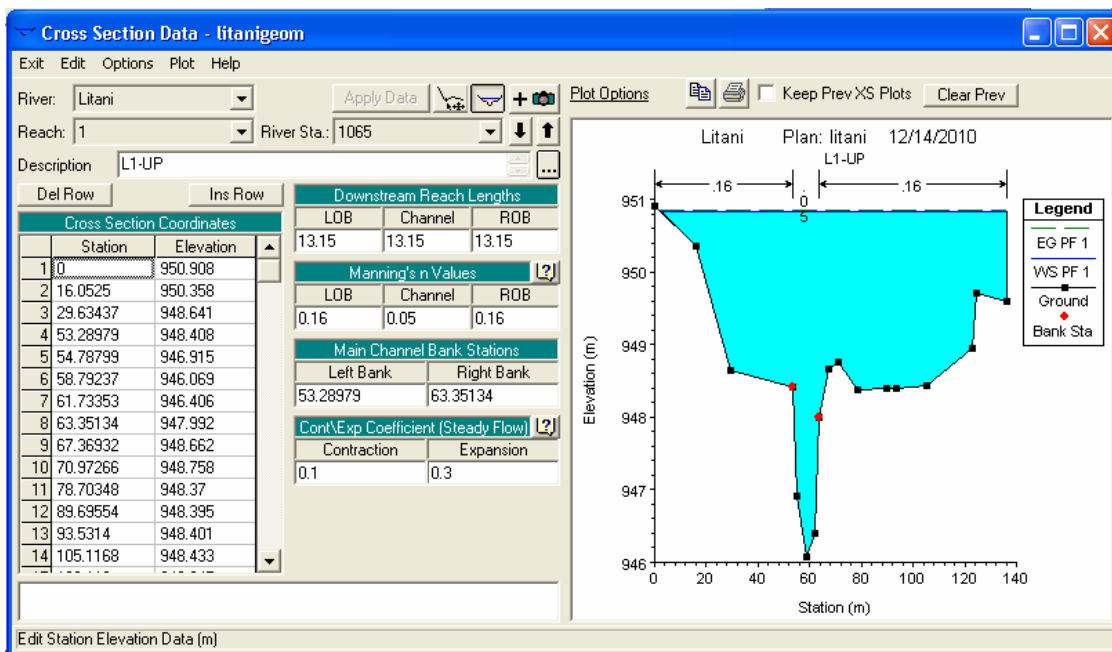 Cross Section Data - litanigeom
Exit Edit Options Plot Help
River: Litani Apply Data
Reach: 1 River Sta.: 1065
Description L1-UP ...
Del Row Ins Row
Cross Section Coordinates
Station Elevation
1 0 950.908
2 16.0525 950.358
3 29.63437 948.641
4 53.28979 948.408
5 54.78799 946.915
6 58.79237 946.069
7 61.73353 946.406
8 63.35134 947.992
9 67.36932 948.662
10 70.97266 948.758
11 78.70348 948.37
12 89.69554 948.395
13 93.5314 948.401
14 105.1168 948.433
Downstream Reach Lengths
LOB Channel ROB
13.15 13.15 13.15
Manning's n Values
LOB Channel ROB
0.16 0.05 0.16
Main Channel Bank Stations
Left Bank Right Bank
53.28979 63.35134
Cont\Exp Coefficient (Steady Flow)
Contraction Expansion
0.1 0.3
Plot Options Keep Prev XS Plots Clear Prev
Litani Plan: litani 12/14/2010
L1-UP
.16 .05 .16
951
950
949
948
947
946
Elevation (m)
0 20 40 60 80 100 120 140
Station (m)
Legend
EG PF 1
WS PF 1
Ground
Bank Sta
Edit Station Elevation Data (m)